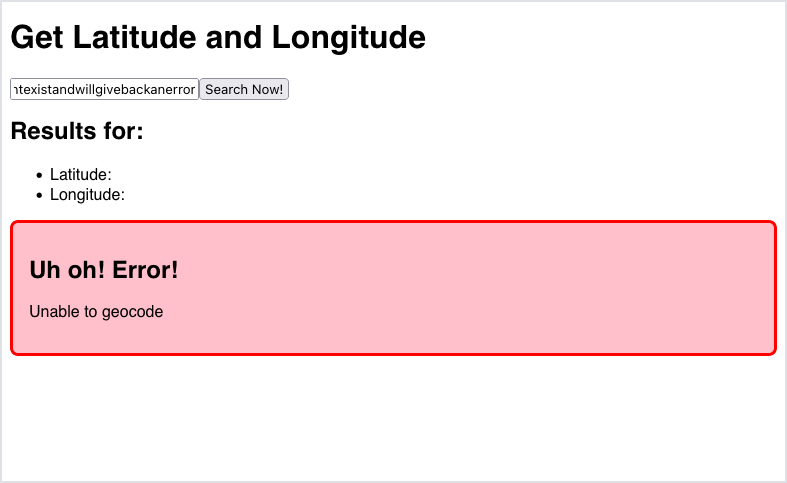 Get Latitude and Longitude
ntexistandwillgivebackanerror Search Now!
Results for:
Latitude:
Longitude:
Uh oh! Error!
Unable to geocode